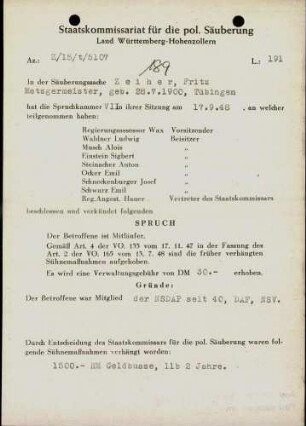 Staatskommissariat für die pol. Säuberung
Land Württemberg-Hohenzollern
Az.: Z/15/t/5107
L.: 191
189
In der Säuberungssache Zeiher, Fritz
Metzgermeister, geb. 28.7.1900, Tübingen
hat die Spruchkammer VII in ihrer Sitzung am 17.9.48, an welcher
teilgenommen haben:
Regierungsassessor Wax Vorsitzender
Waldner Ludwig Beisitzer
Musch Alois "
Einstein Sigbert "
Steinacher Anton "
Osker Emil "
Schneckenburger Josef "
Schwarz Emil "
Reg.Angest. Hauer Vertreter des Staatskommissars
beschlossen und verkündet folgenden
SPRUCH
Der Betroffene ist Mitläufer.
Gemäß Art. 4 der VO. 133 vom 17. 11. 47 in der Fassung des
Art. 2 der VO. 165 vom 13. 7. 48 sind die früher verhängten
Sühnemaßnahmen aufgehoben.
Es wird eine Verwaltungsgebühr von DM 30.- erhoben.
Gründe:
Der Betroffene war Mitglied der NSDAP seit 40, DAF, NSV.
Durch Entscheidung des Staatskommissars für die pol. Säuberung waren folgende Sühnemaßnahmen verhängt worden:
1500.- RM Geldbusse, 11b 2 Jahre.